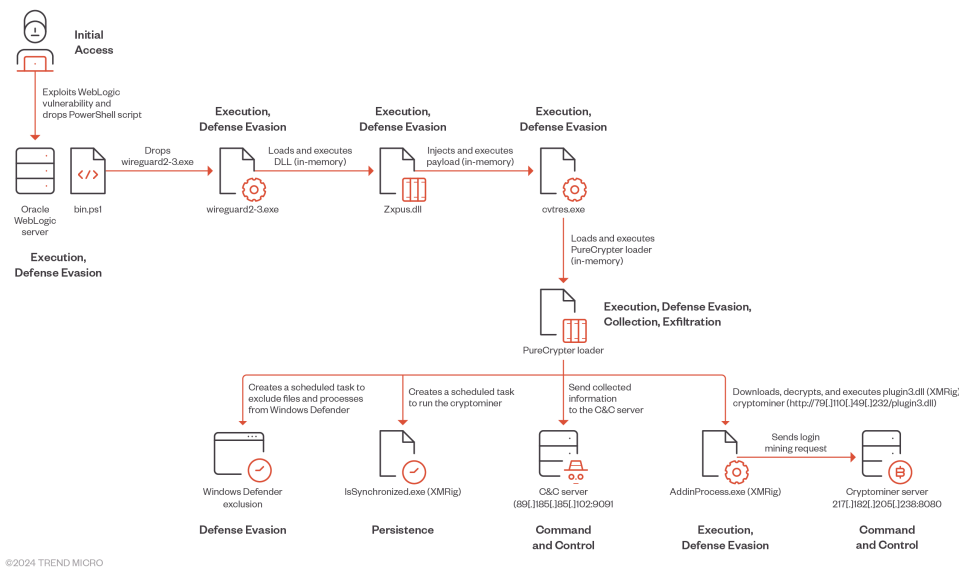 Initial
Access
Exploits WebLogic
vulnerability and
drops PowerShell script
Oracle
WebLogic
server
bin.ps1
Execution,
Defense Evasion
Drops
wireguard2-3.exe
Execution,
Defense Evasion
wireguard2-3.exe
Loads and executes
DLL (in-memory)
Execution,
Defense Evasion
Zxpus.dll
Injects and executes
payload (in-memory)
Execution,
Defense Evasion
cvtres.exe
Loads and executes
PureCrypter loader
(in-memory)
Execution, Defense Evasion,
Collection, Exfiltration
PureCrypter loader
Creates a scheduled task to
exclude files and processes
from Windows Defender
Windows Defender
exclusion
Defense Evasion
Creates a scheduled task
to run the cryptominer
IsSynchronized.exe (XMRig)
Persistence
Send collected
information
to the C&C server
C&C server
(89[.]185[.]85[.]102:9091
Command
and Control
Downloads, decrypts, and executes plugin3.dll (XMRig)
cryptominer (http://79[.]110[.]49[.]232/plugin3.dll)
AddinProcess.exe (XMRig)
Execution,
Defense Evasion
Sends login
mining request
Cryptominer server
217[.]182[.]205[.]238:8080
Command
and Control
©2024 TREND MICRO